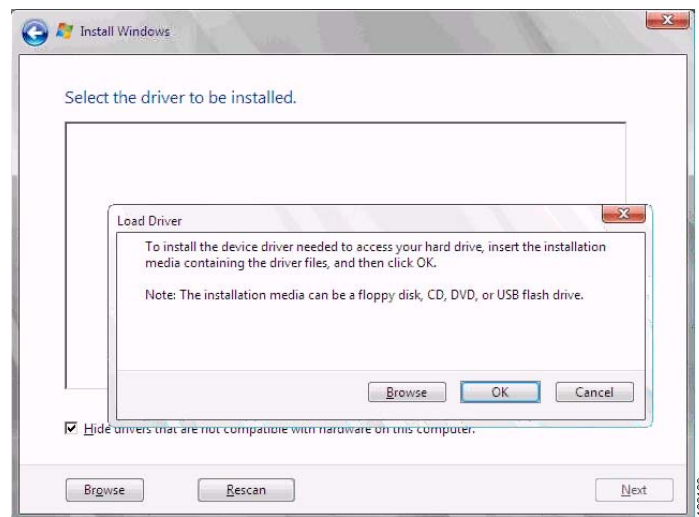 Install Windows
Select the driver to be installed.
Load Driver
To install the device driver needed to access your hard drive, insert the installation
media containing the driver files, and then click OK.
Note: The installation media can be a floppy disk, CD, DVD, or USB flash drive.
Browse
OK
Cancel
Hide drivers that are not compatible with hardware on this computer.
Browse
Rescan
Next